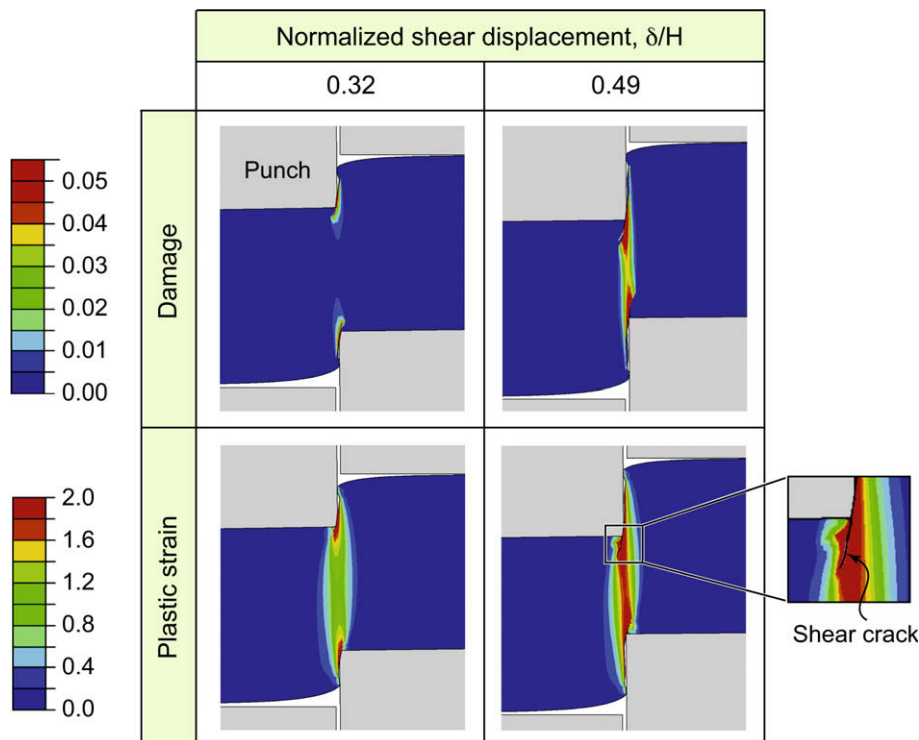 Normalized shear displacement, δ/H
0.32
0.49
Damage
Punch
0.05
0.04
0.03
0.02
0.01
0.00
Plastic strain
2.0
1.6
1.2
0.8
0.4
0.0
Shear crack